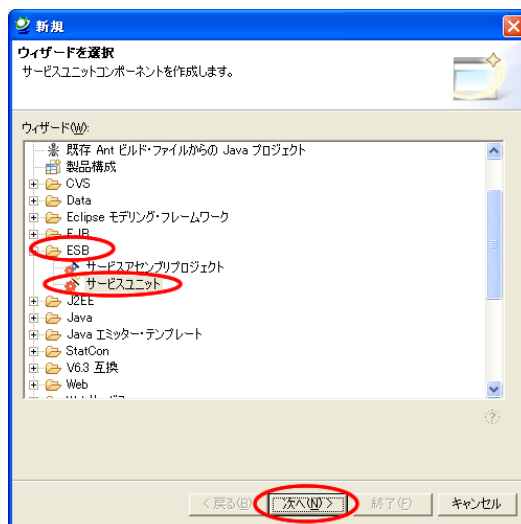 新規
ウィザードを選択
サービスユニットコンポーネントを作成します。
ウィザード(W):
既存 Ant ビルド・ファイルからの Java プロジェクト
製品構成
CVS
Data
Eclipse モデリング・フレームワーク
EJB
ESB
サービスアセンブリプロジェクト
サービスユニット
J2EE
Java
Java エミッター・テンプレート
StatCon
V6.3 互換
Web
< 戻る(B)
次へ(N) >
終了(F)
キャンセル